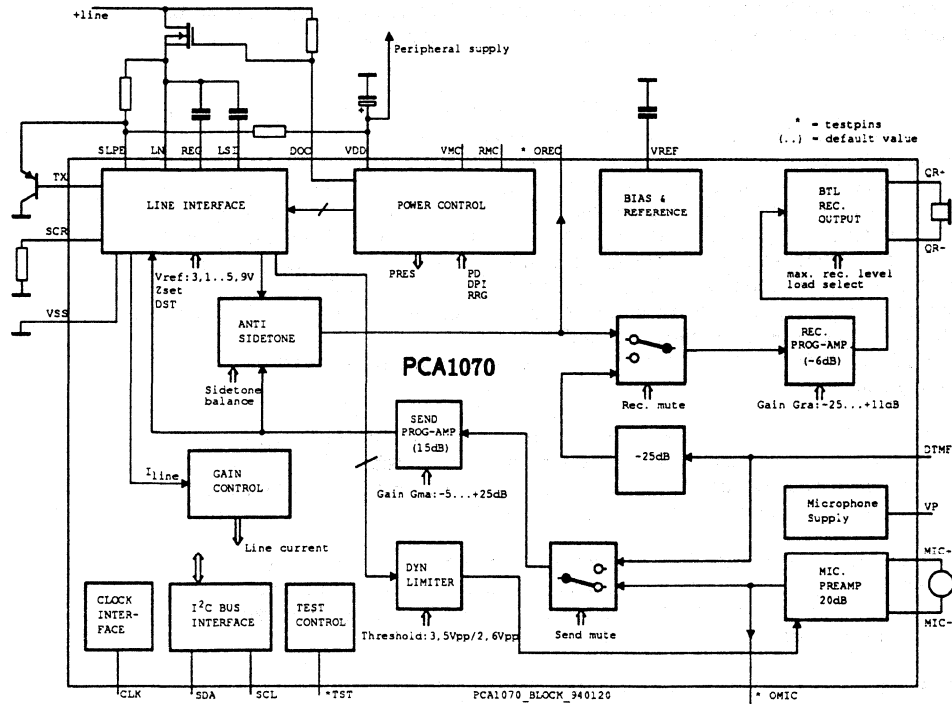 +line
Peripheral supply
* = testpins
(..) = default value
SLPE LN REG LSI DOC VDD VMC RMC * OREC VREF
QR+
TX
LINE INTERFACE
POWER CONTROL
BIAS &
REFERENCE
BTL
REC.
OUTPUT
SCR
QR-
Vref:3,1..5,9V
Zset
DST
PRES
PD
DPI
RRG
max. rec. level
load select
VSS
ANTI
SIDETONE
REC.
PROG-AMP
(-6dB)
PCA1070
Sidetone
balance
Rec. mute
Gain Gra:-25...+11dB
SEND
PROG-AMP
(15dB)
-25dB
DTMF
Iline
GAIN
CONTROL
Gain Gma:-5...+25dB
Microphone
Supply
VP
Line current
MIC+
DYN
LIMITER
MIC.
PREAMP
20dB
CLOCK
INTER-
FACE
I2C BUS
INTERFACE
TEST
CONTROL
MIC-
Threshold:3,5Vpp/2,6Vpp
Send mute
CLK SDA SCL *TST PCA1070_BLOCK_940120 * OMIC